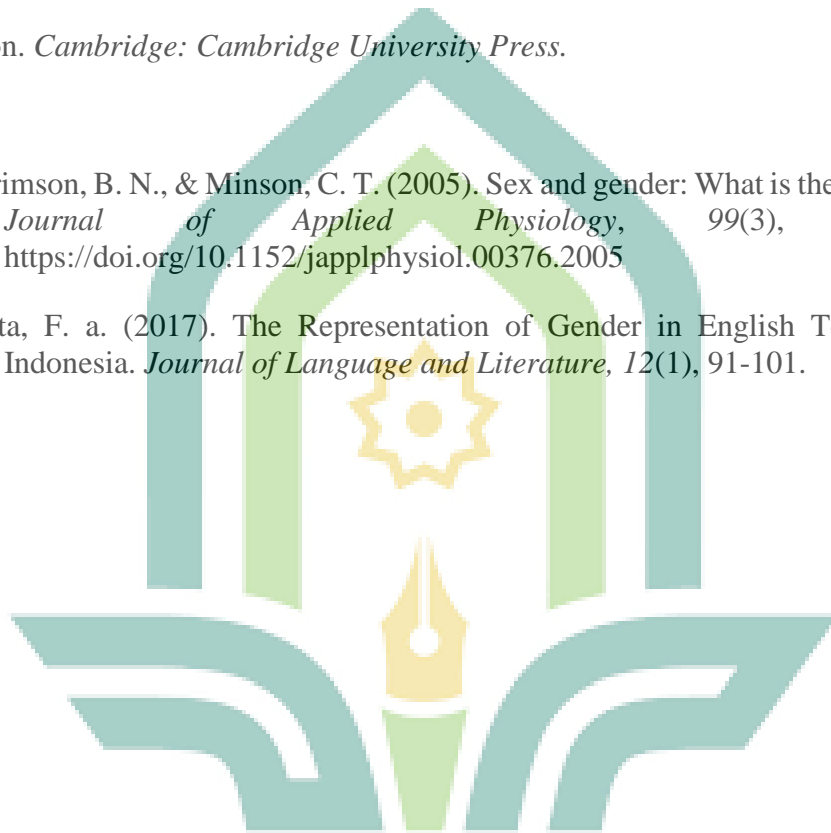 on. Cambridge: Cambridge University Press.
rimson, B. N., & Minson, C. T. (2005). Sex and gender: What is the
Journal of Applied Physiology, 99(3),
https://doi.org/10.1152/japplphysiol.00376.2005
ta, F. a. (2017). The Representation of Gender in English T
Indonesia. Journal of Language and Literature, 12(1), 91-101.